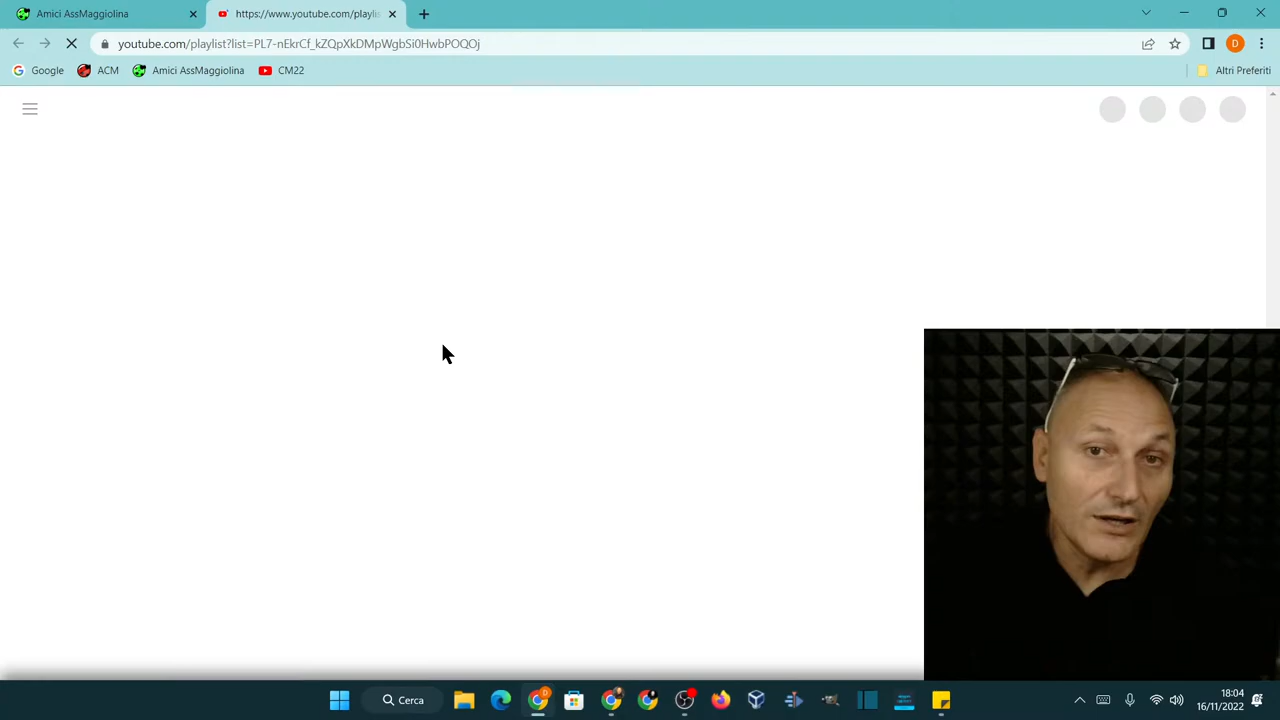 Amici AssMaggiolina
https://www.youtube.com/playli
youtube.com/playlist?list=PL7-nEkrCf_kZQpXkDMpWgbSi0HwbPOQOj
D
Google
ACM
Amici AssMaggiolina
CM22
Altri Preferiti
Cerca
18:04
16/11/2022